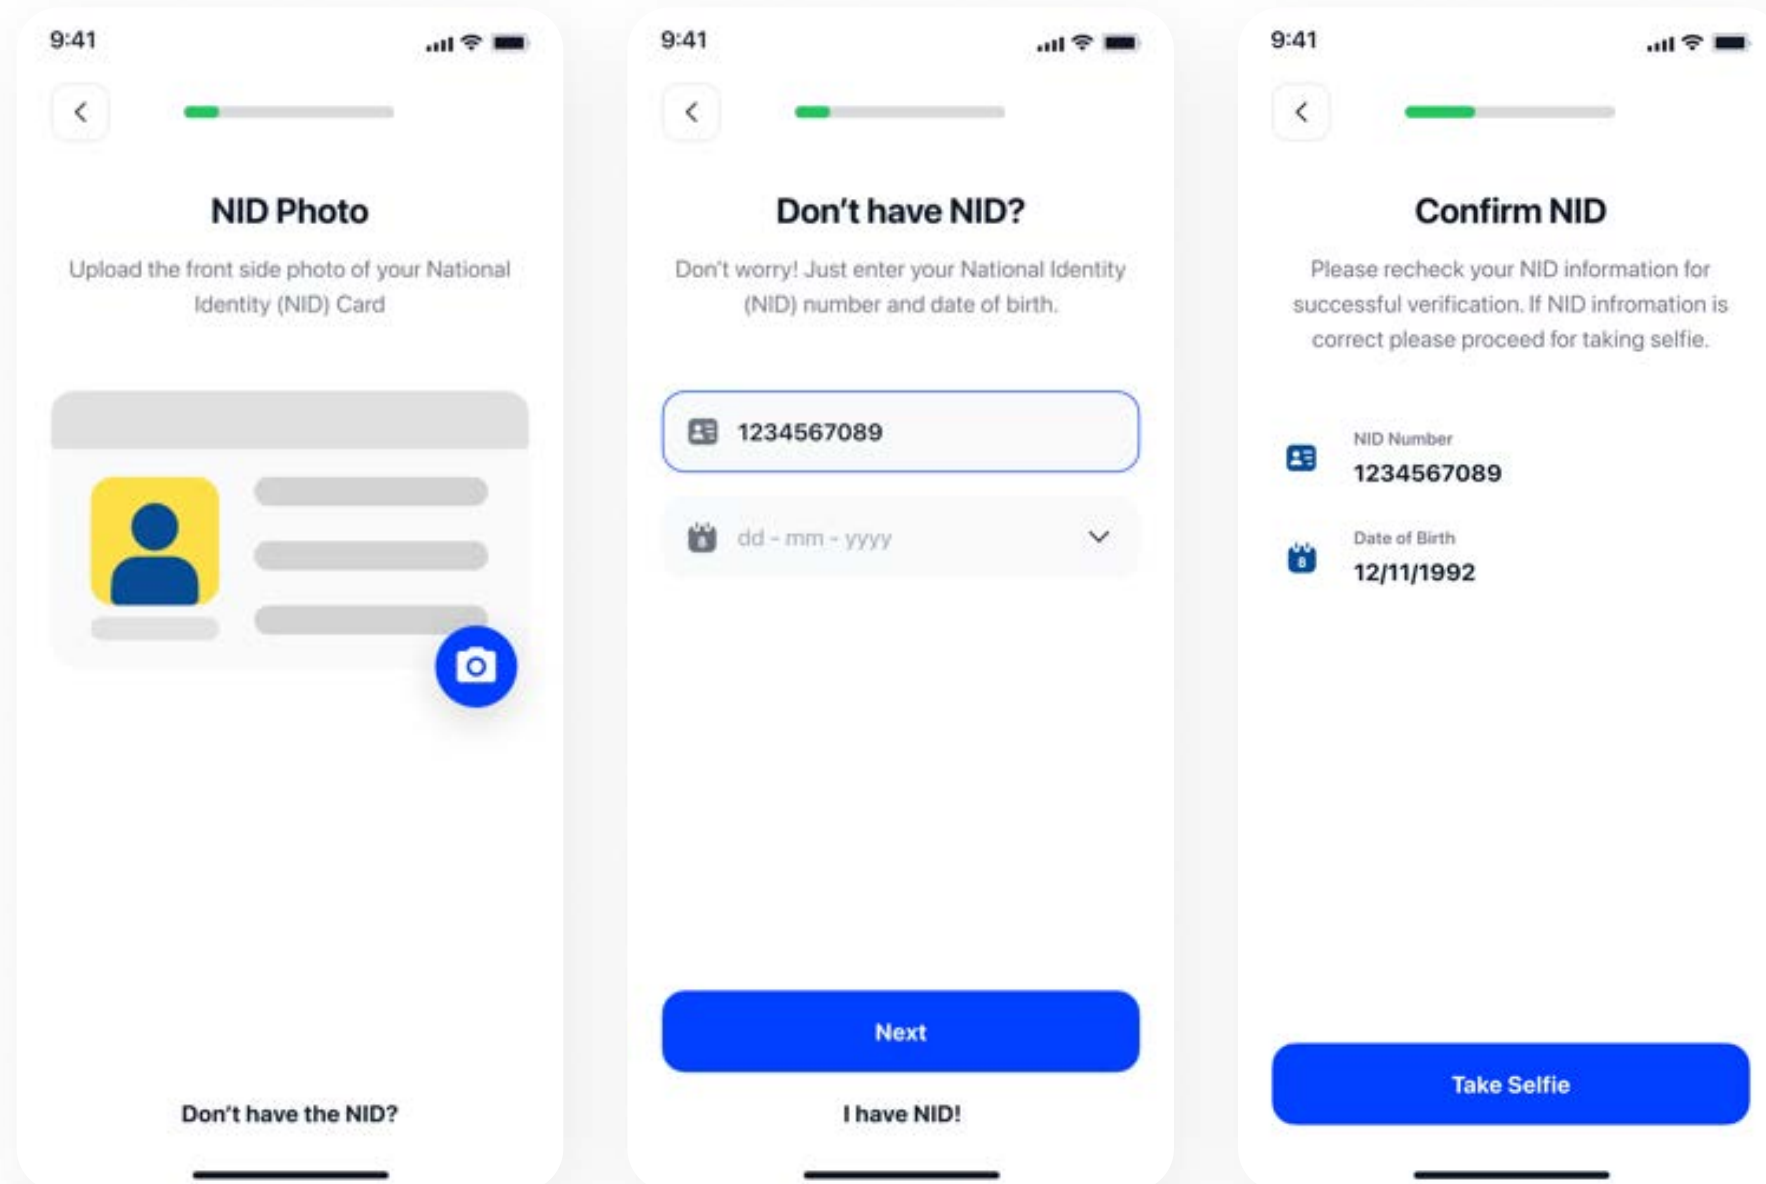 9:41
NID Photo
Upload the front side photo of your National
Identity (NID) Card
Don't have the NID?
9:41
Don't have NID?
Don't worry! Just enter your National Identity
(NID) number and date of birth.
1234567089
dd - mm - yyyy
Next
I have NID!
9:41
Confirm NID
Please recheck your NID information for
successful verification. If NID infromation is
correct please proceed for taking selfie.
NID Number
1234567089
8
Date of Birth
12/11/1992
Take Selfie